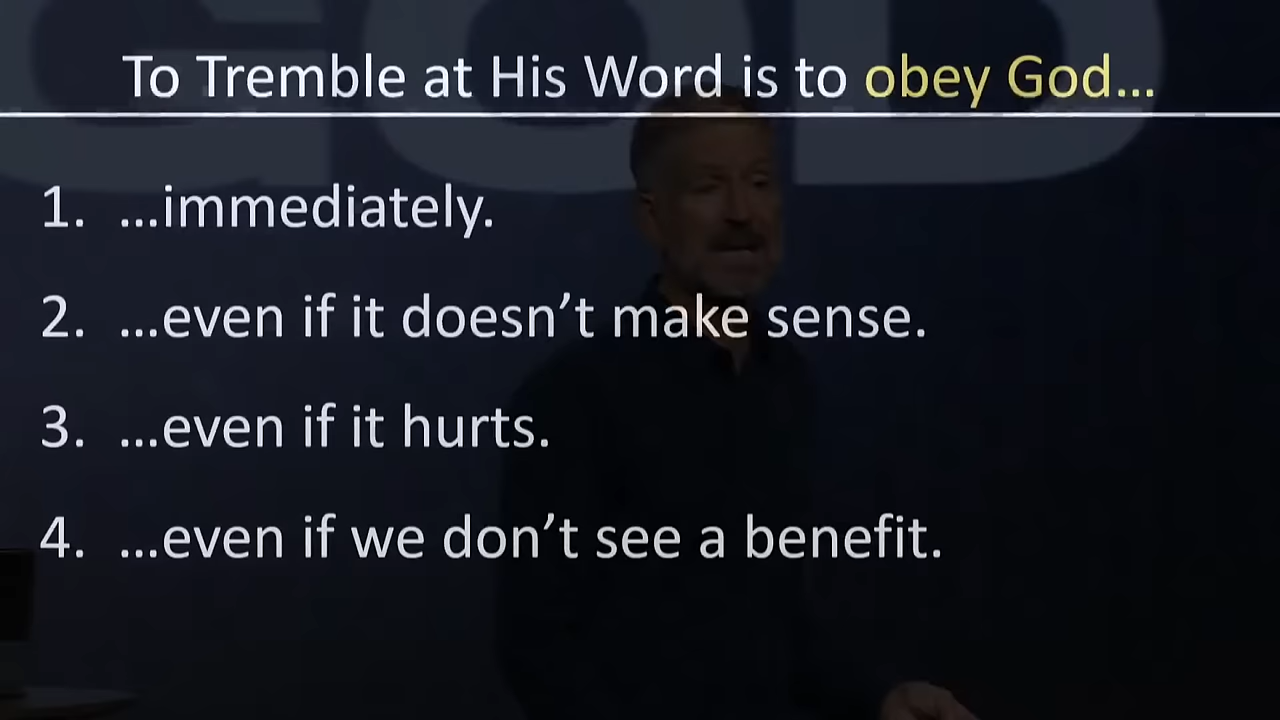 GOD
To Tremble at His Word is to obey God...
1. ...immediately.
2. ...even if it doesn’t make sense.
3. ...even if it hurts.
4. ...even if we don’t see a benefit.